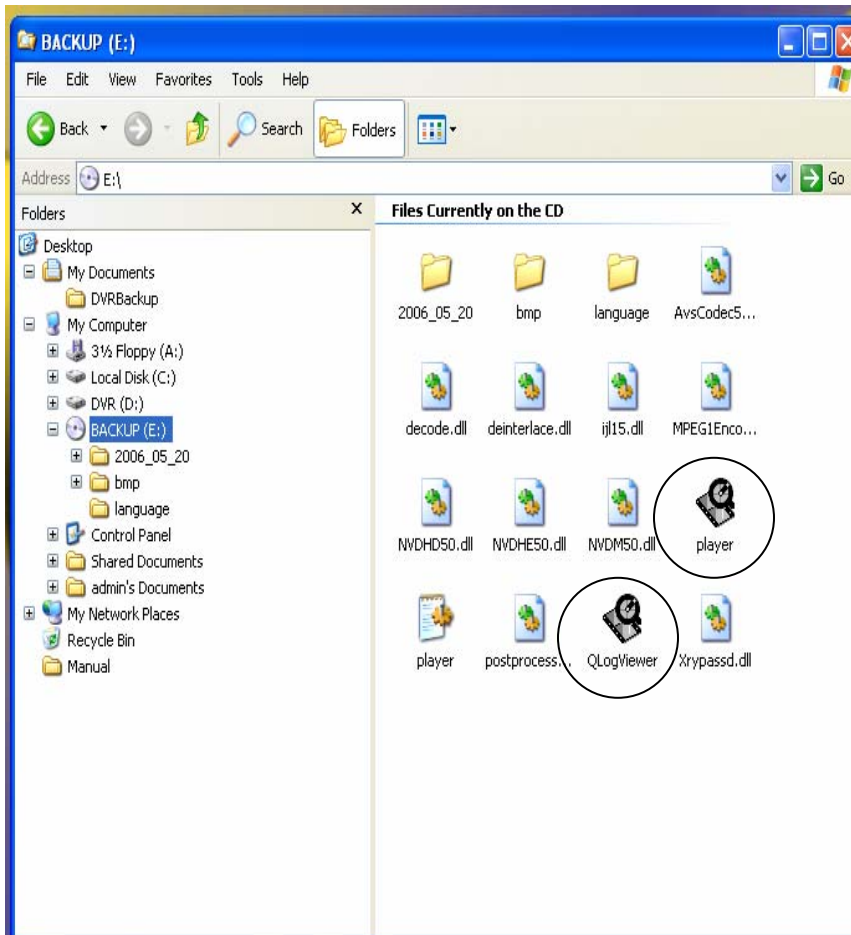 BACKUP (E:)
File Edit View Favorites Tools Help
Back Search Folders
Address E:\ Go
Folders X
Desktop
My Documents
DVRBackup
My Computer
3½ Floppy (A:)
Local Disk (C:)
DVR (D:)
BACKUP (E:)
2006_05_20
bmp
language
Control Panel
Shared Documents
admin's Documents
My Network Places
Recycle Bin
Manual
Files Currently on the CD
2006_05_20 bmp language AvsCodec5...
decode.dll deinterlace.dll ijl15.dll MPEG1Enco...
NVDHD50.dll NVDHE50.dll NVDM50.dll player
player postprocess... QLogViewer Xrypassd.dll